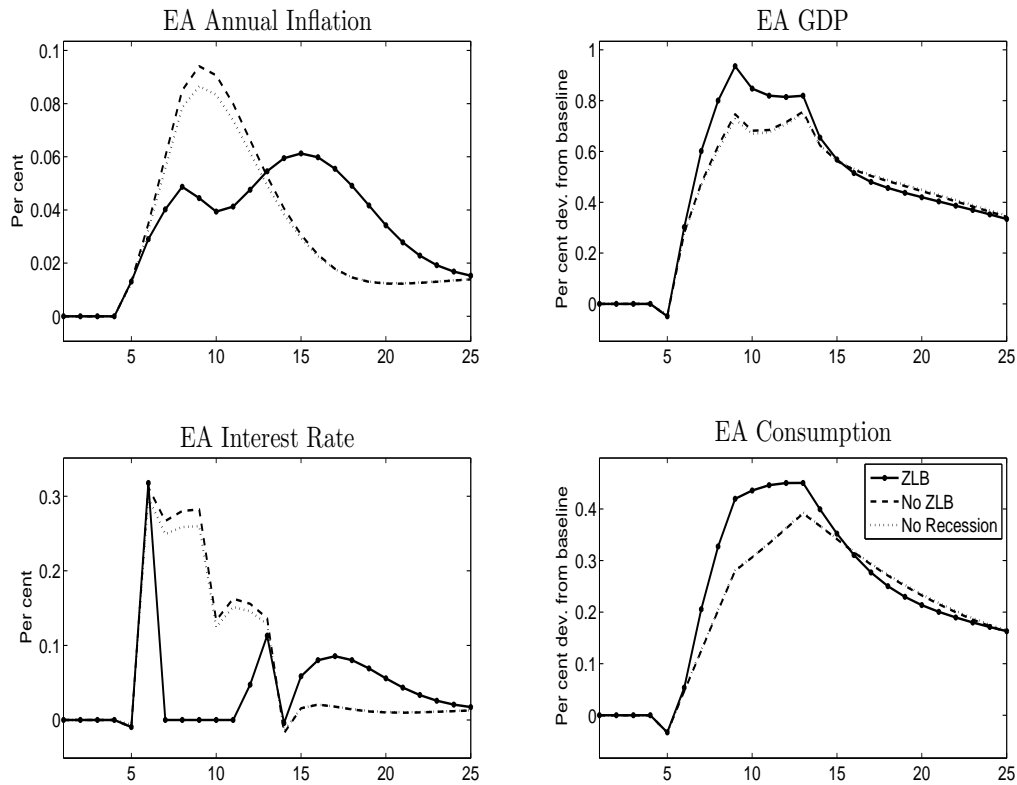 EA Annual Inflation
Per cent
0.1
0.08
0.06
0.04
0.02
0
5 10 15 20 25
EA GDP
Per cent dev. from baseline
1
0.8
0.6
0.4
0.2
0
5 10 15 20 25
EA Interest Rate
Per cent
0.3
0.2
0.1
0
5 10 15 20 25
EA Consumption
Per cent dev. from baseline
0.4
0.3
0.2
0.1
0
5 10 15 20 25
ZLB
No ZLB
No Recession